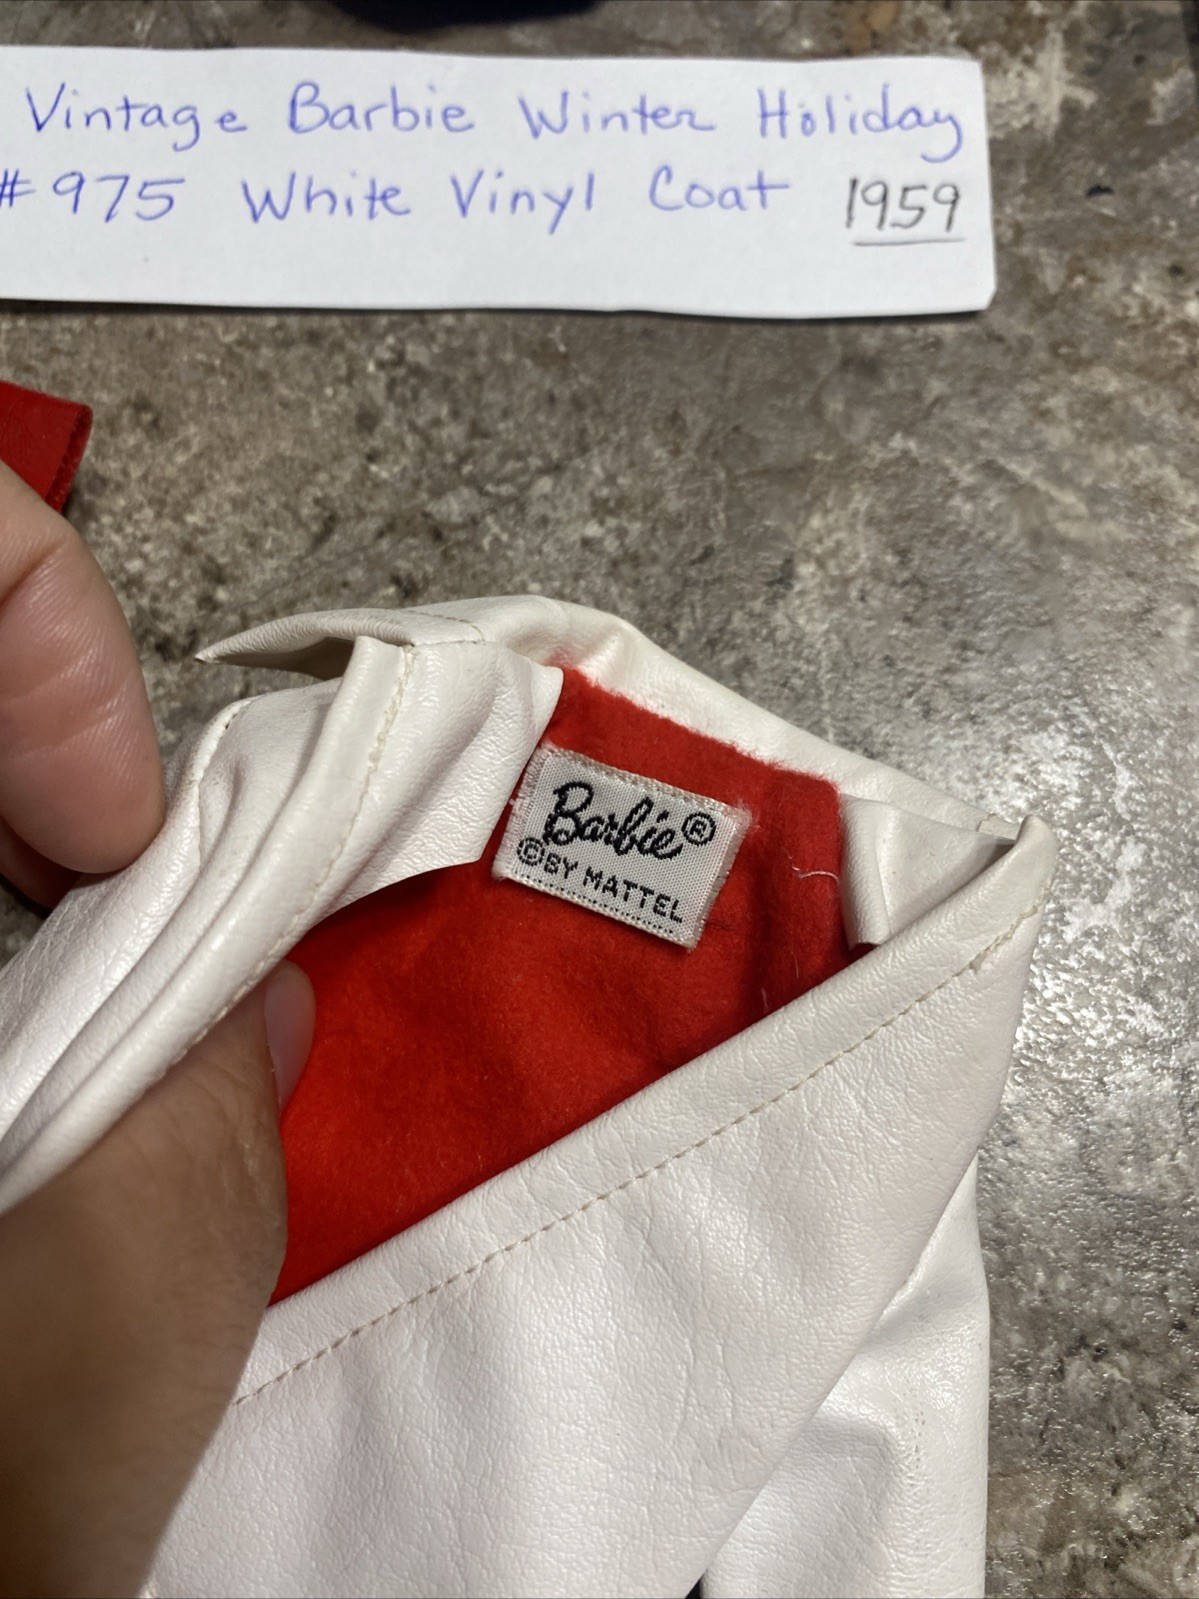 Vintage Barbie Winter Holiday
#975 White Vinyl Coat 1959
Barbie®
©BY MATTEL